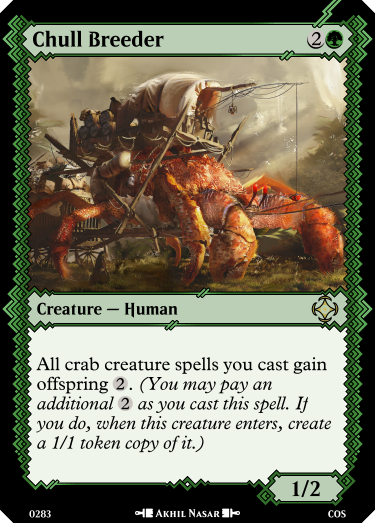 Chull Breeder 2
Creature — Human
All crab creature spells you cast gain
offspring 2. (You may pay an
additional 2 as you cast this spell. If
you do, when this creature enters, create
a 1/1 token copy of it.)
1/2
0283 Akhil Nasar COS